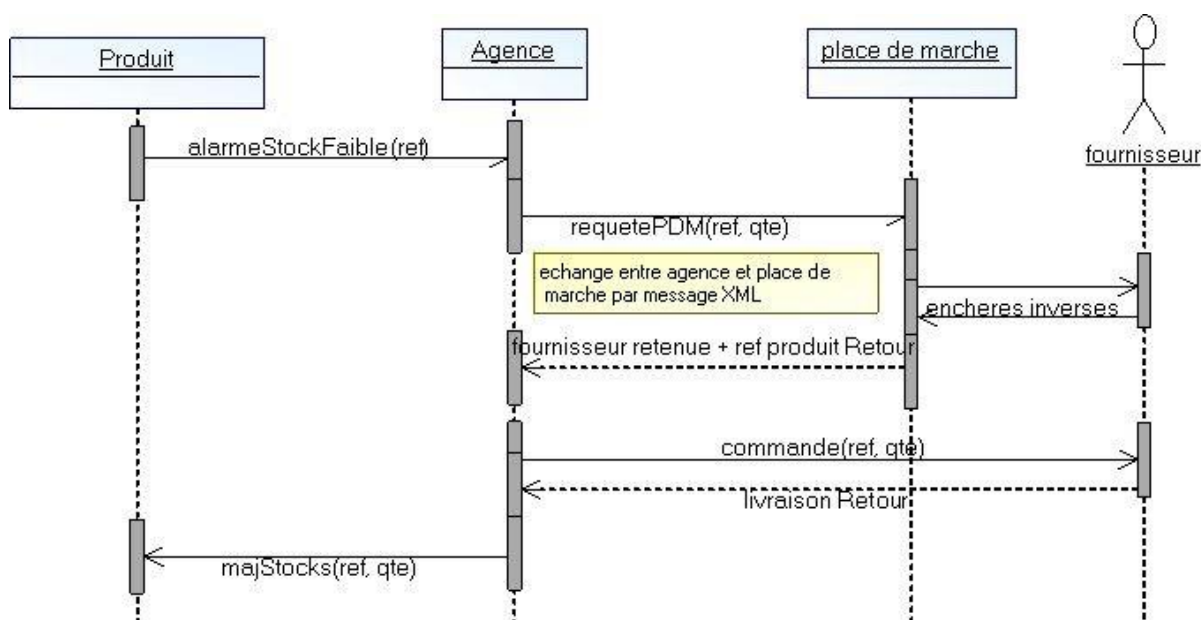 Produit
Agence
place de marche
fournisseur
alarmeStockFaible(ref)
requetePDM(ref, qte)
echange entre agence et place de
marche par message XML
encheres inverses
fournisseur retenue + ref produit Retour
commande(ref, qte)
livraison Retour
majStocks(ref, qte)